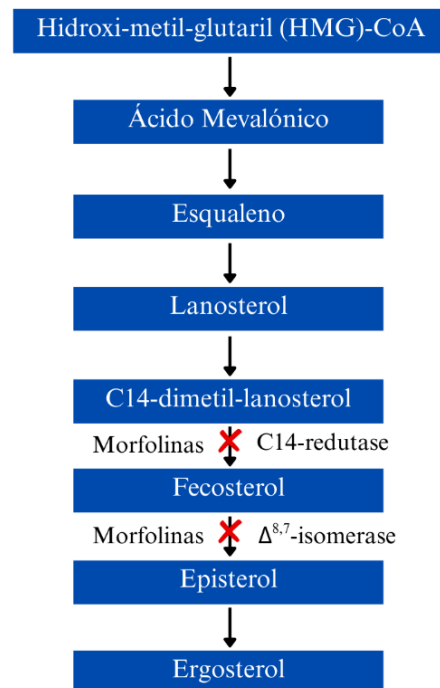 Hidroxi-metil-glutaril (HMG)-CoA
Ácido Mevalónico
Esqualeno
Lanosterol
C14-dimetil-lanosterol
Morfolinas C14-redutase
Fecosterol
Morfolinas Δ8,7-isomerase
Episterol
Ergosterol